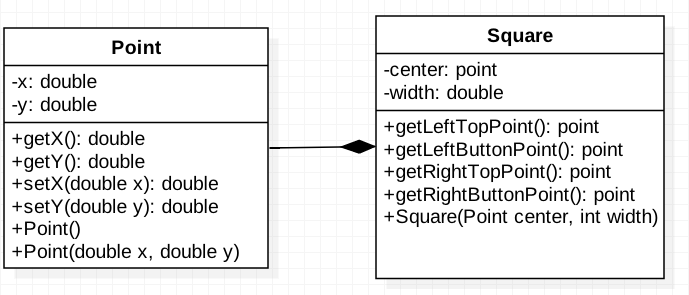 Point
-x: double
-y: double
+getX(): double
+getY(): double
+setX(double x): double
+setY(double y): double
+Point()
+Point(double x, double y)
Square
-center: point
-width: double
+getLeftTopPoint(): point
+getLeftButtonPoint(): point
+getRightTopPoint(): point
+getRightButtonPoint(): point
+Square(Point center, int width)